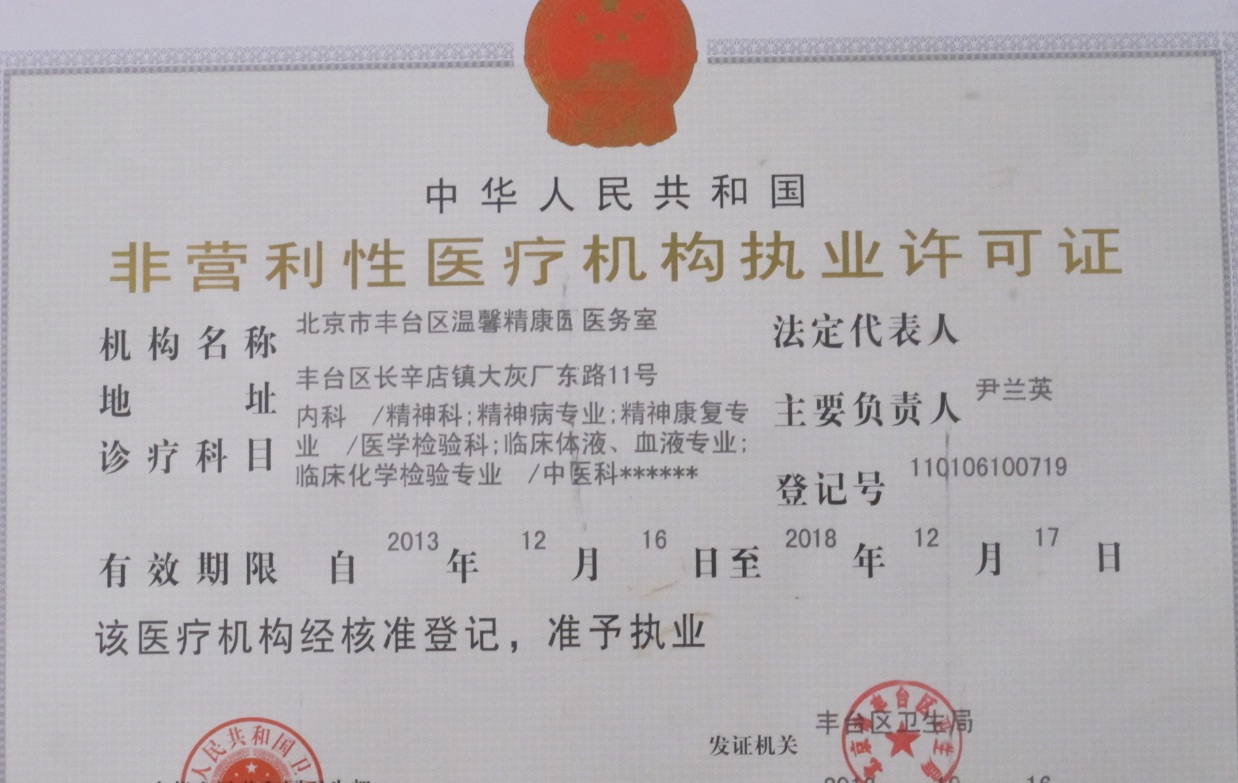 中华人民共和国
非营利性医疗机构执业许可证
机构名称 北京市丰台区温馨精康 医务室
法定代表人
地址 丰台区长辛店镇大灰厂东路11号
主要负责人 尹兰英
诊疗科目 内科 /精神科;精神病专业;精神康复专
业 /医学检验科;临床体液、血液专业;
临床化学检验专业 /中医科******
登记号 110106100719
有效期限 自 2013 年 12 月 16 日至 2018 年 12 月 17 日
该医疗机构经核准登记，准予执业
人民共和国卫
发证机关 丰台区卫生局